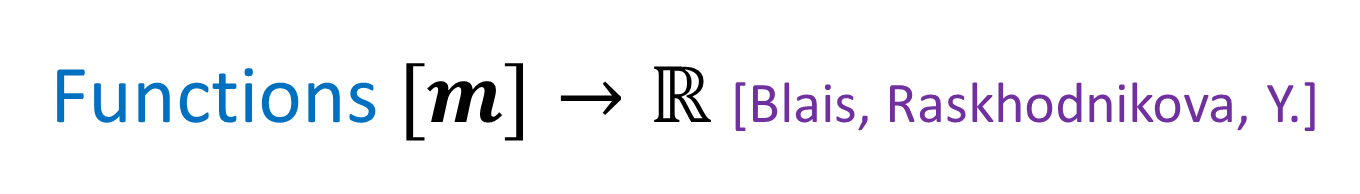 Functions [𝒎] → ℝ [Blais, Raskhodnikova, Y.]